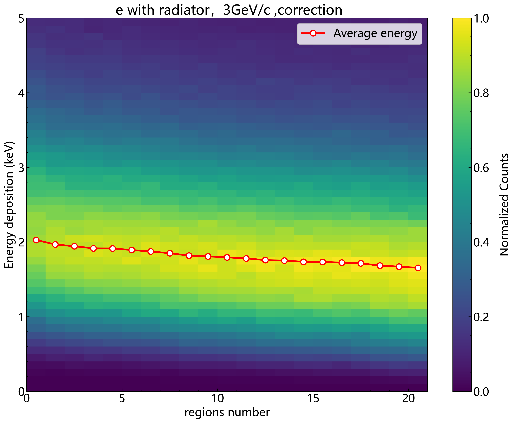 e with radiator, 3GeV/c ,correction
Average energy
Energy deposition (keV)
5
4
3
2
1
0
0 5 10 15 20
regions number
1.0
0.8
0.6
0.4
0.2
0.0
Normalized Counts